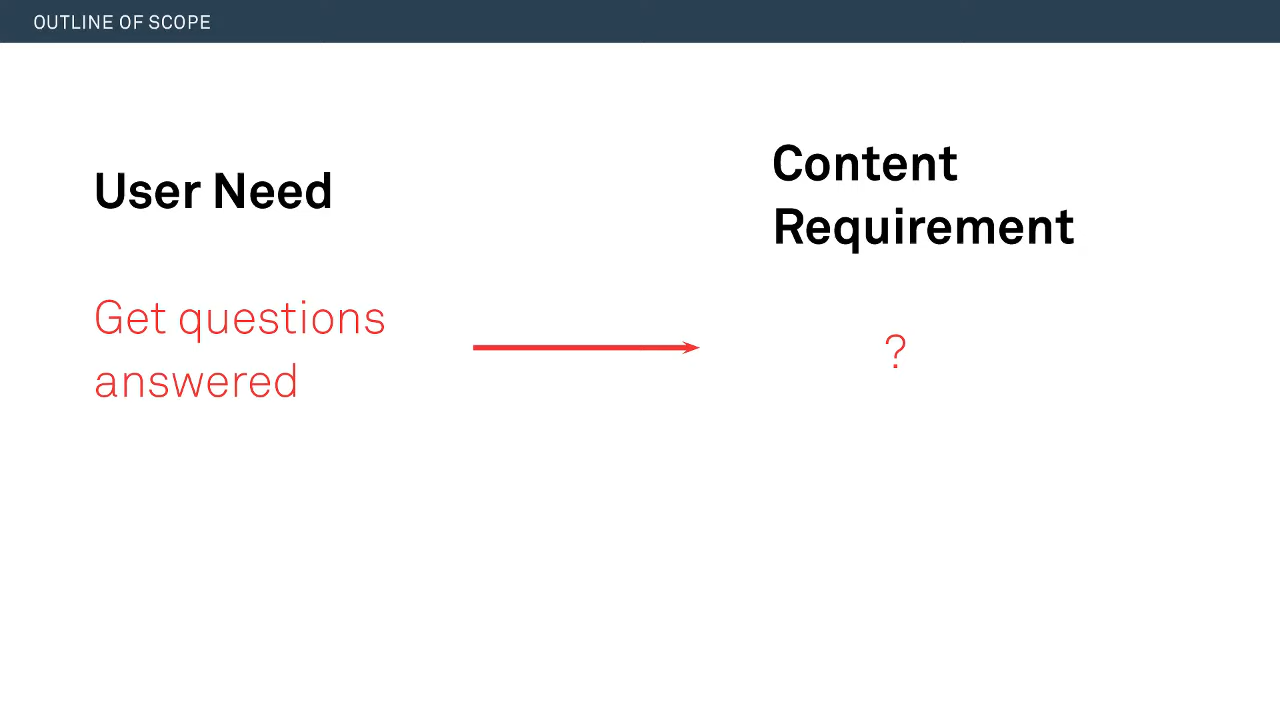 OUTLINE OF SCOPE
User Need
Get questions
answered
Content
Requirement
?